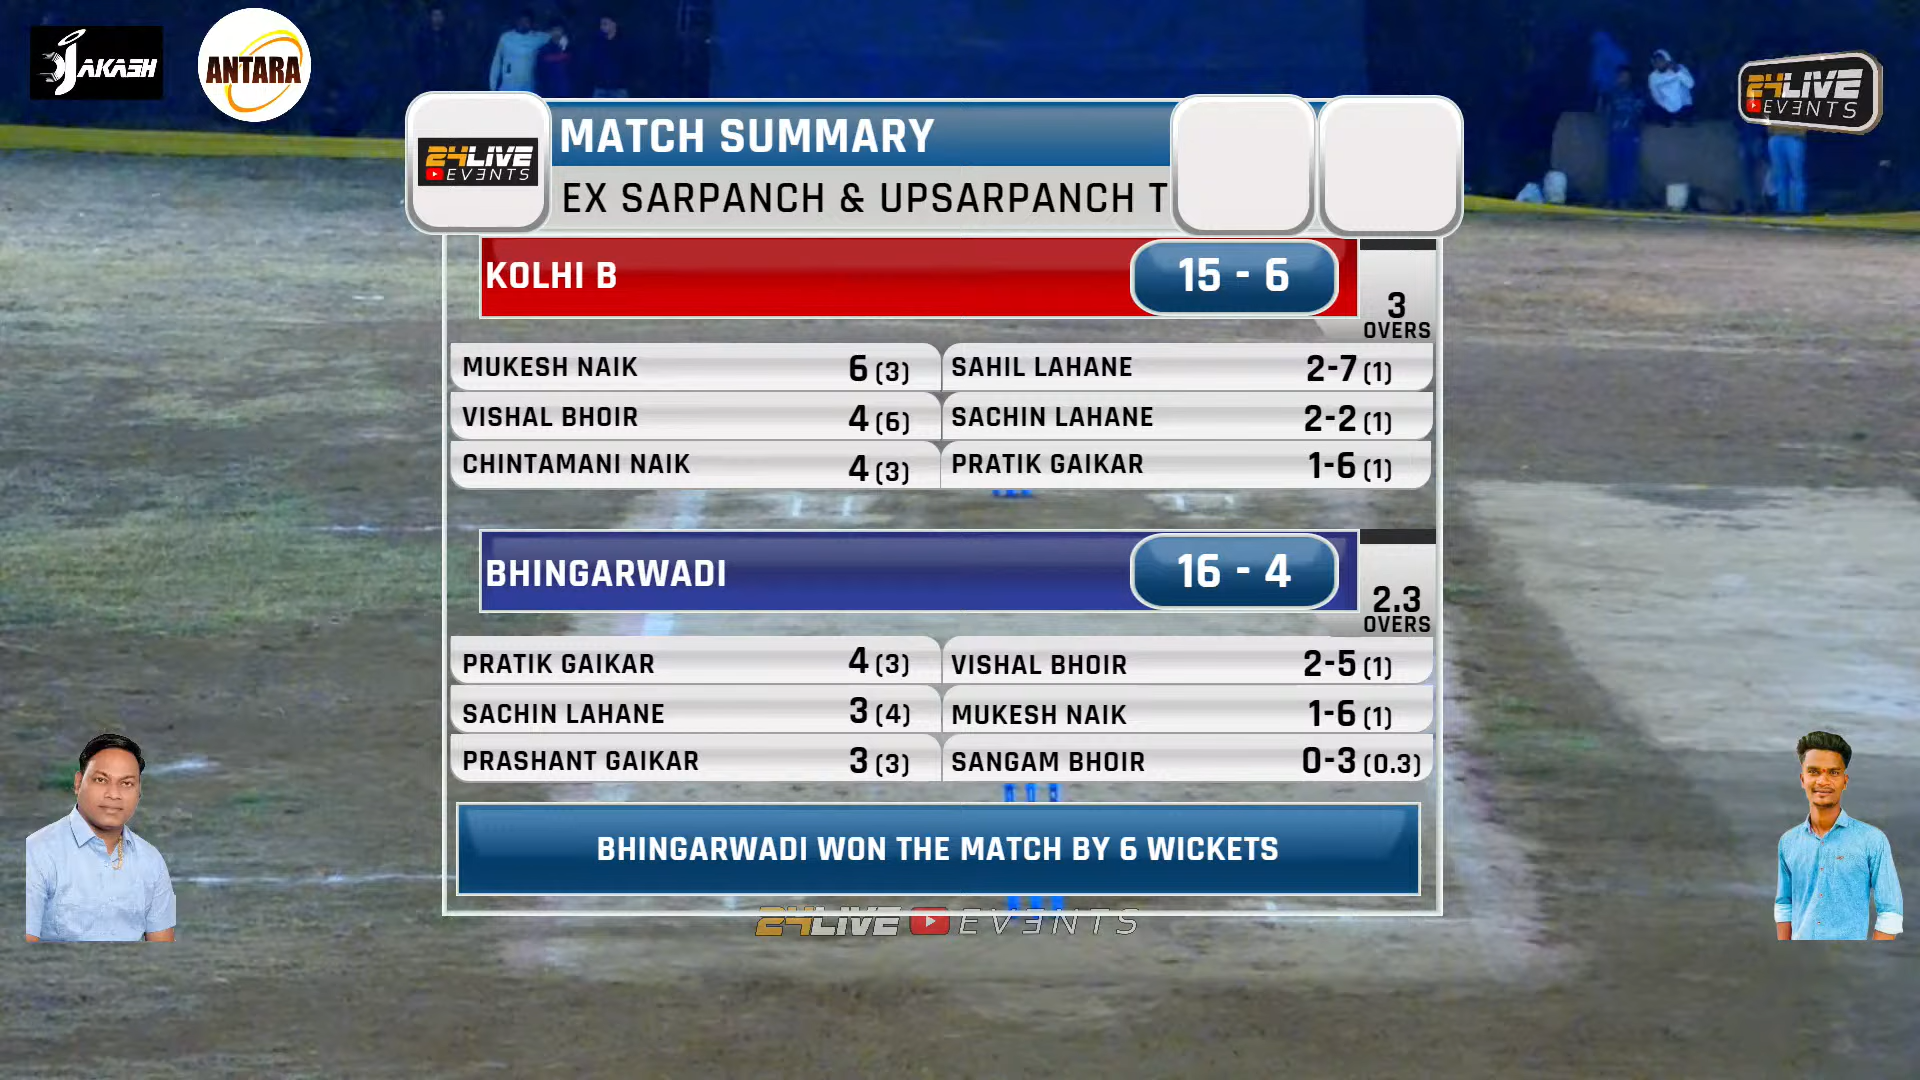 JAKASH
ANTARA
24LIVE
EVENTS
24LIVE
EVENTS
MATCH SUMMARY
EX SARPANCH & UPSARPANCH T
KOLHI B 15 - 6
3
OVERS
MUKESH NAIK 6 (3) SAHIL LAHANE 2-7 (1)
VISHAL BHOIR 4 (6) SACHIN LAHANE 2-2 (1)
CHINTAMANI NAIK 4 (3) PRATIK GAIKAR 1-6 (1)
BHINGARWADI 16 - 4
2.3
OVERS
PRATIK GAIKAR 4 (3) VISHAL BHOIR 2-5 (1)
SACHIN LAHANE 3 (4) MUKESH NAIK 1-6 (1)
PRASHANT GAIKAR 3 (3) SANGAM BHOIR 0-3 (0.3)
BHINGARWADI WON THE MATCH BY 6 WICKETS
24LIVE EVENTS